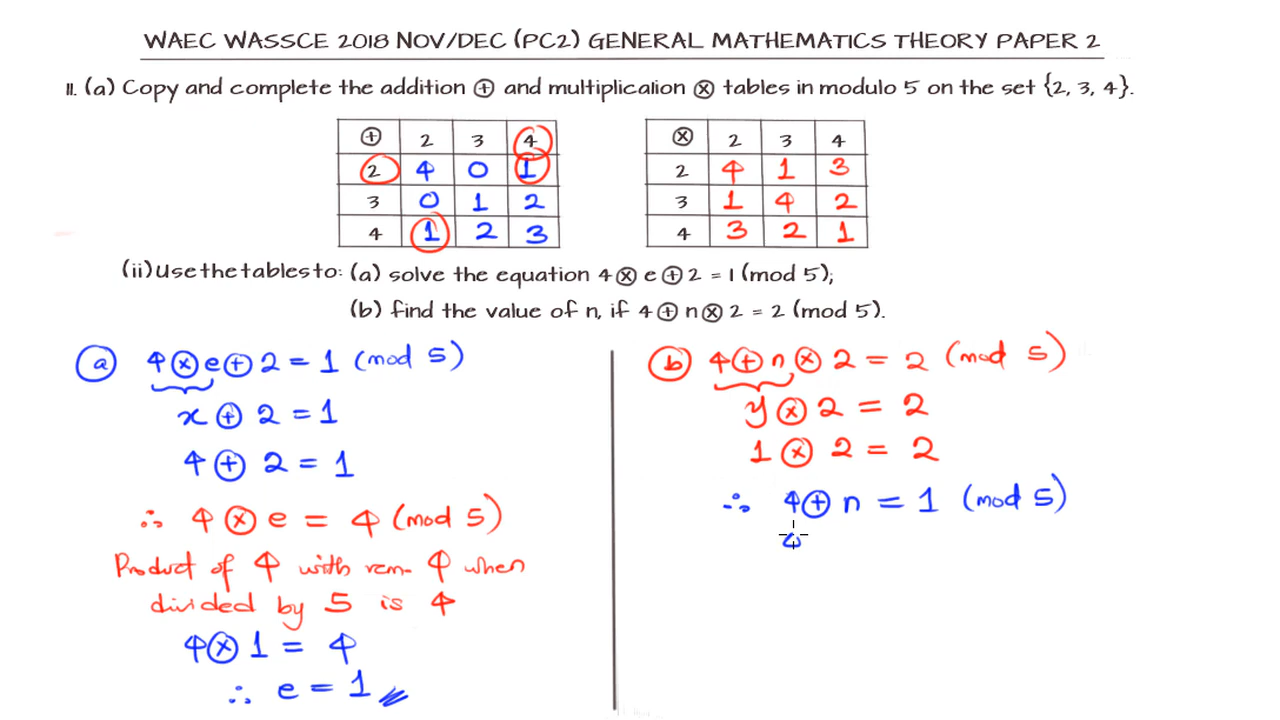 WAEC WASSCE 2018 NOV/DEC (PC2) GENERAL MATHEMATICS THEORY PAPER 2
11. (a) Copy and complete the addition ⊕ and multiplication ⊗ tables in modulo 5 on the set {2, 3, 4}.
⊕ 2 3 4
2 4 0 1
3 0 1 2
4 1 2 3
⊗ 2 3 4
2 4 1 3
3 1 4 2
4 3 2 1
(ii) Use the tables to: (a) solve the equation 4 ⊗ e ⊕ 2 = 1 (mod 5);
(b) find the value of n, if 4 ⊕ n ⊗ 2 = 2 (mod 5).
(a) 4 ⊗ e ⊕ 2 = 1 (mod 5)
x ⊕ 2 = 1
4 ⊕ 2 = 1
∴ 4 ⊗ e = 4 (mod 5)
Product of 4 with rem. 4 when
divided by 5 is 4
4 ⊗ 1 = 4
∴ e = 1
(b) 4 ⊕ n ⊗ 2 = 2 (mod 5)
y ⊗ 2 = 2
1 ⊗ 2 = 2
∴ 4 ⊕ n = 1 (mod 5)